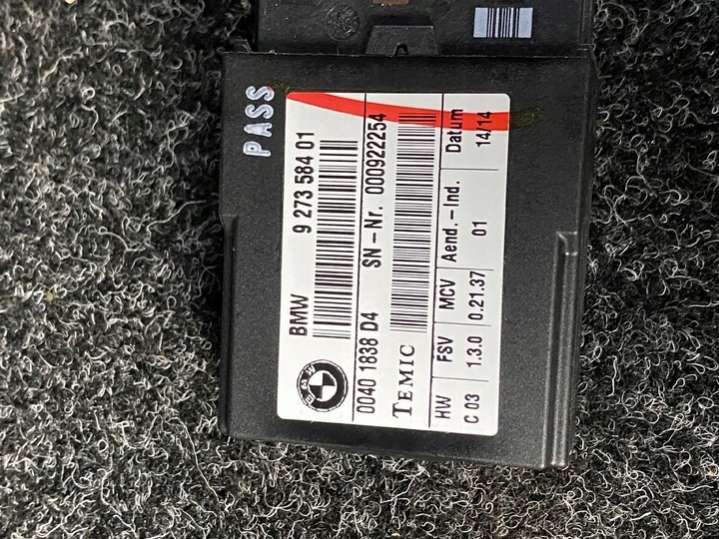 PASS
BMW 9 273 584 01
0040 1838 D4 SN-Nr. 000922254
TEMIC
HW FSV MCV Aend.-Ind. Datum
C 03 1.3.0 0.21.37 01 14/14